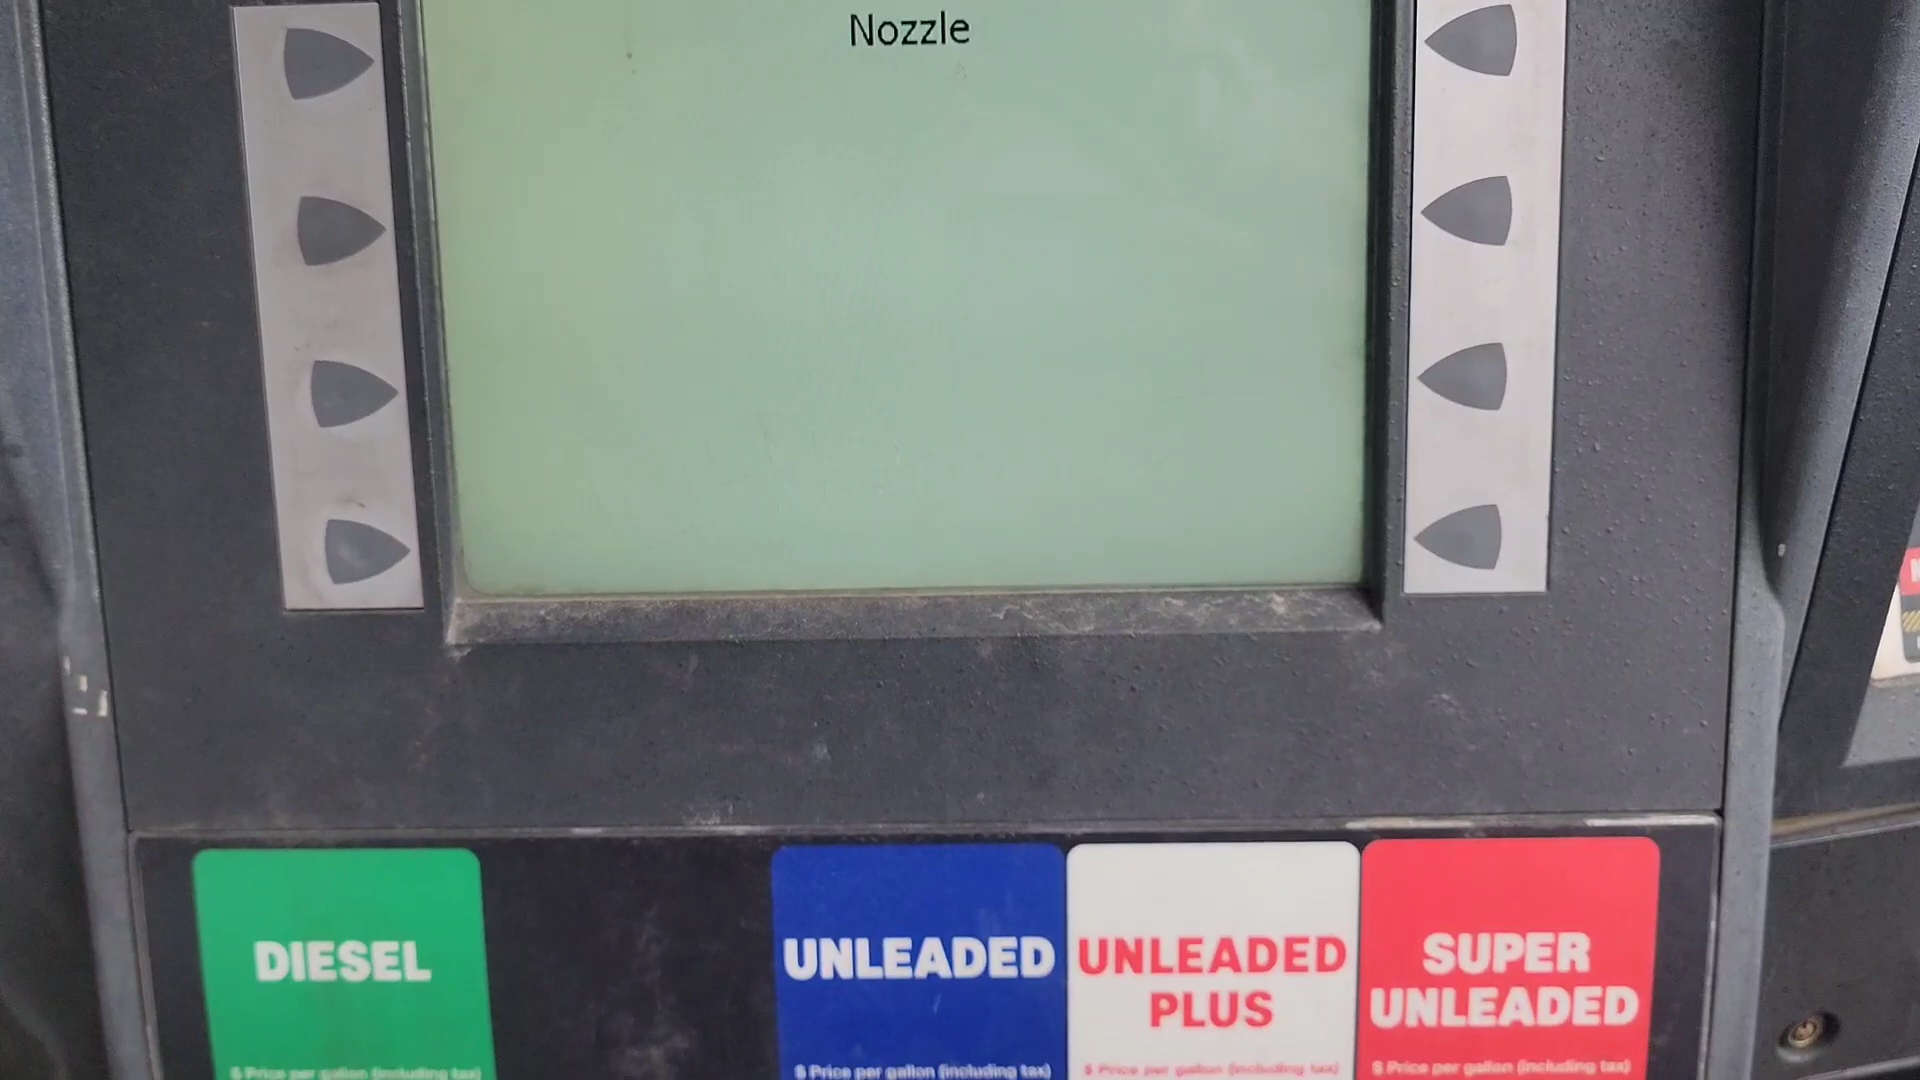 Nozzle
DIESEL
UNLEADED
UNLEADED
PLUS
SUPER
UNLEADED
$ Price per gallon (including tax)
$ Price per gallon (including tax)
$ Price per gallon (including tax)
$ Price per gallon (including tax)